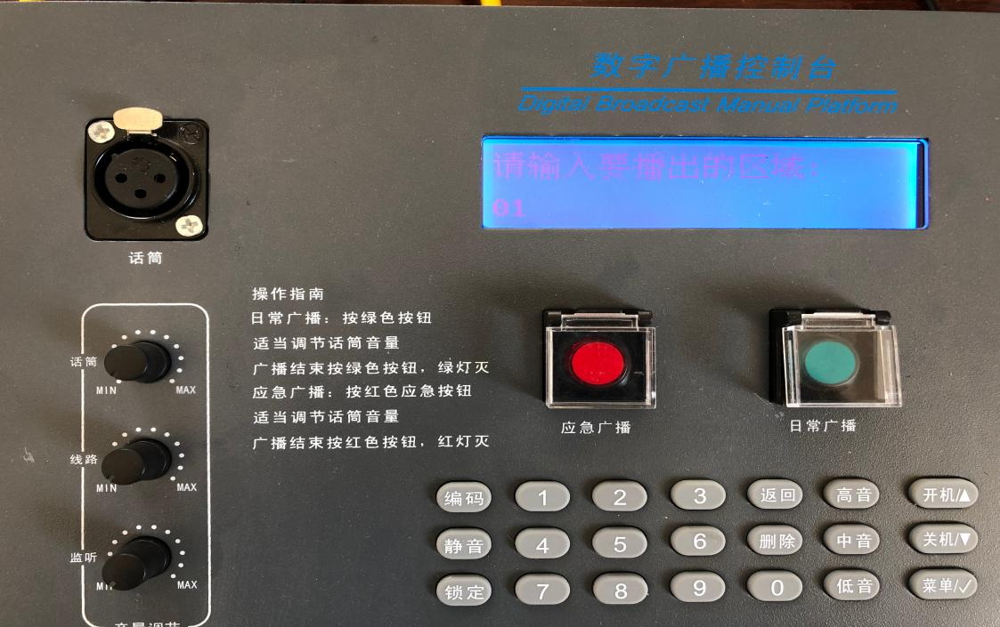 数字广播控制台
Digital Broadcast Manual Platform
请输入要播出的区域:
01
话筒
操作指南
日常广播：按绿色按钮
适当调节话筒音量
广播结束按绿色按钮，绿灯灭
应急广播：按红色应急按钮
适当调节话筒音量
广播结束按红色按钮，红灯灭
话筒
MIN MAX
线路
MIN MAX
监听
MIN MAX
音量调节
应急广播
日常广播
编码 1 2 3 返回 高音 开机/▲
静音 4 5 6 删除 中音 关机/▼
锁定 7 8 9 0 低音 菜单/✓